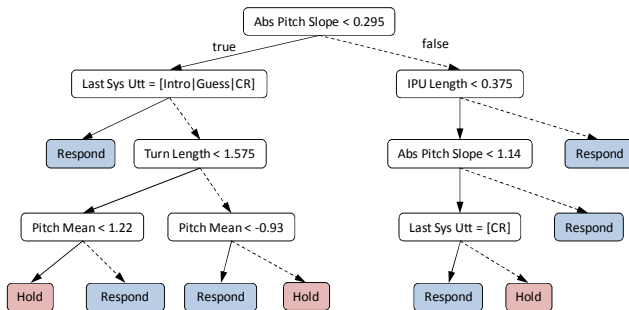 Abs Pitch Slope < 0.295
true
false
Last Sys Utt = [Intro|Guess|CR]
IPU Length < 0.375
Respond
Turn Length < 1.575
Abs Pitch Slope < 1.14
Respond
Pitch Mean < 1.22
Pitch Mean < -0.93
Last Sys Utt = [CR]
Respond
Hold
Respond
Respond
Hold
Respond
Hold